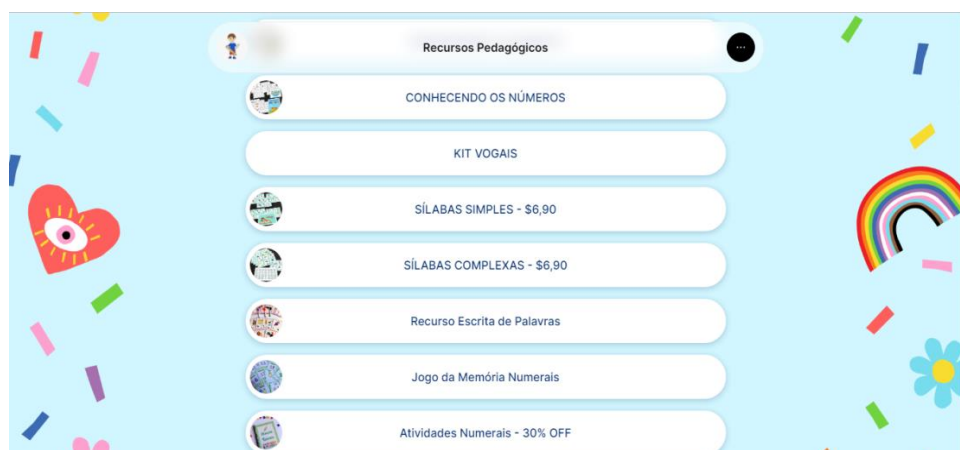 Recursos Pedagógicos
CONHECENDO OS NÚMEROS
KIT VOGAIS
SÍLABAS SIMPLES - $6,90
SÍLABAS COMPLEXAS - $6,90
Recurso Escrita de Palavras
Jogo da Memória Numerais
Atividades Numerais - 30% OFF